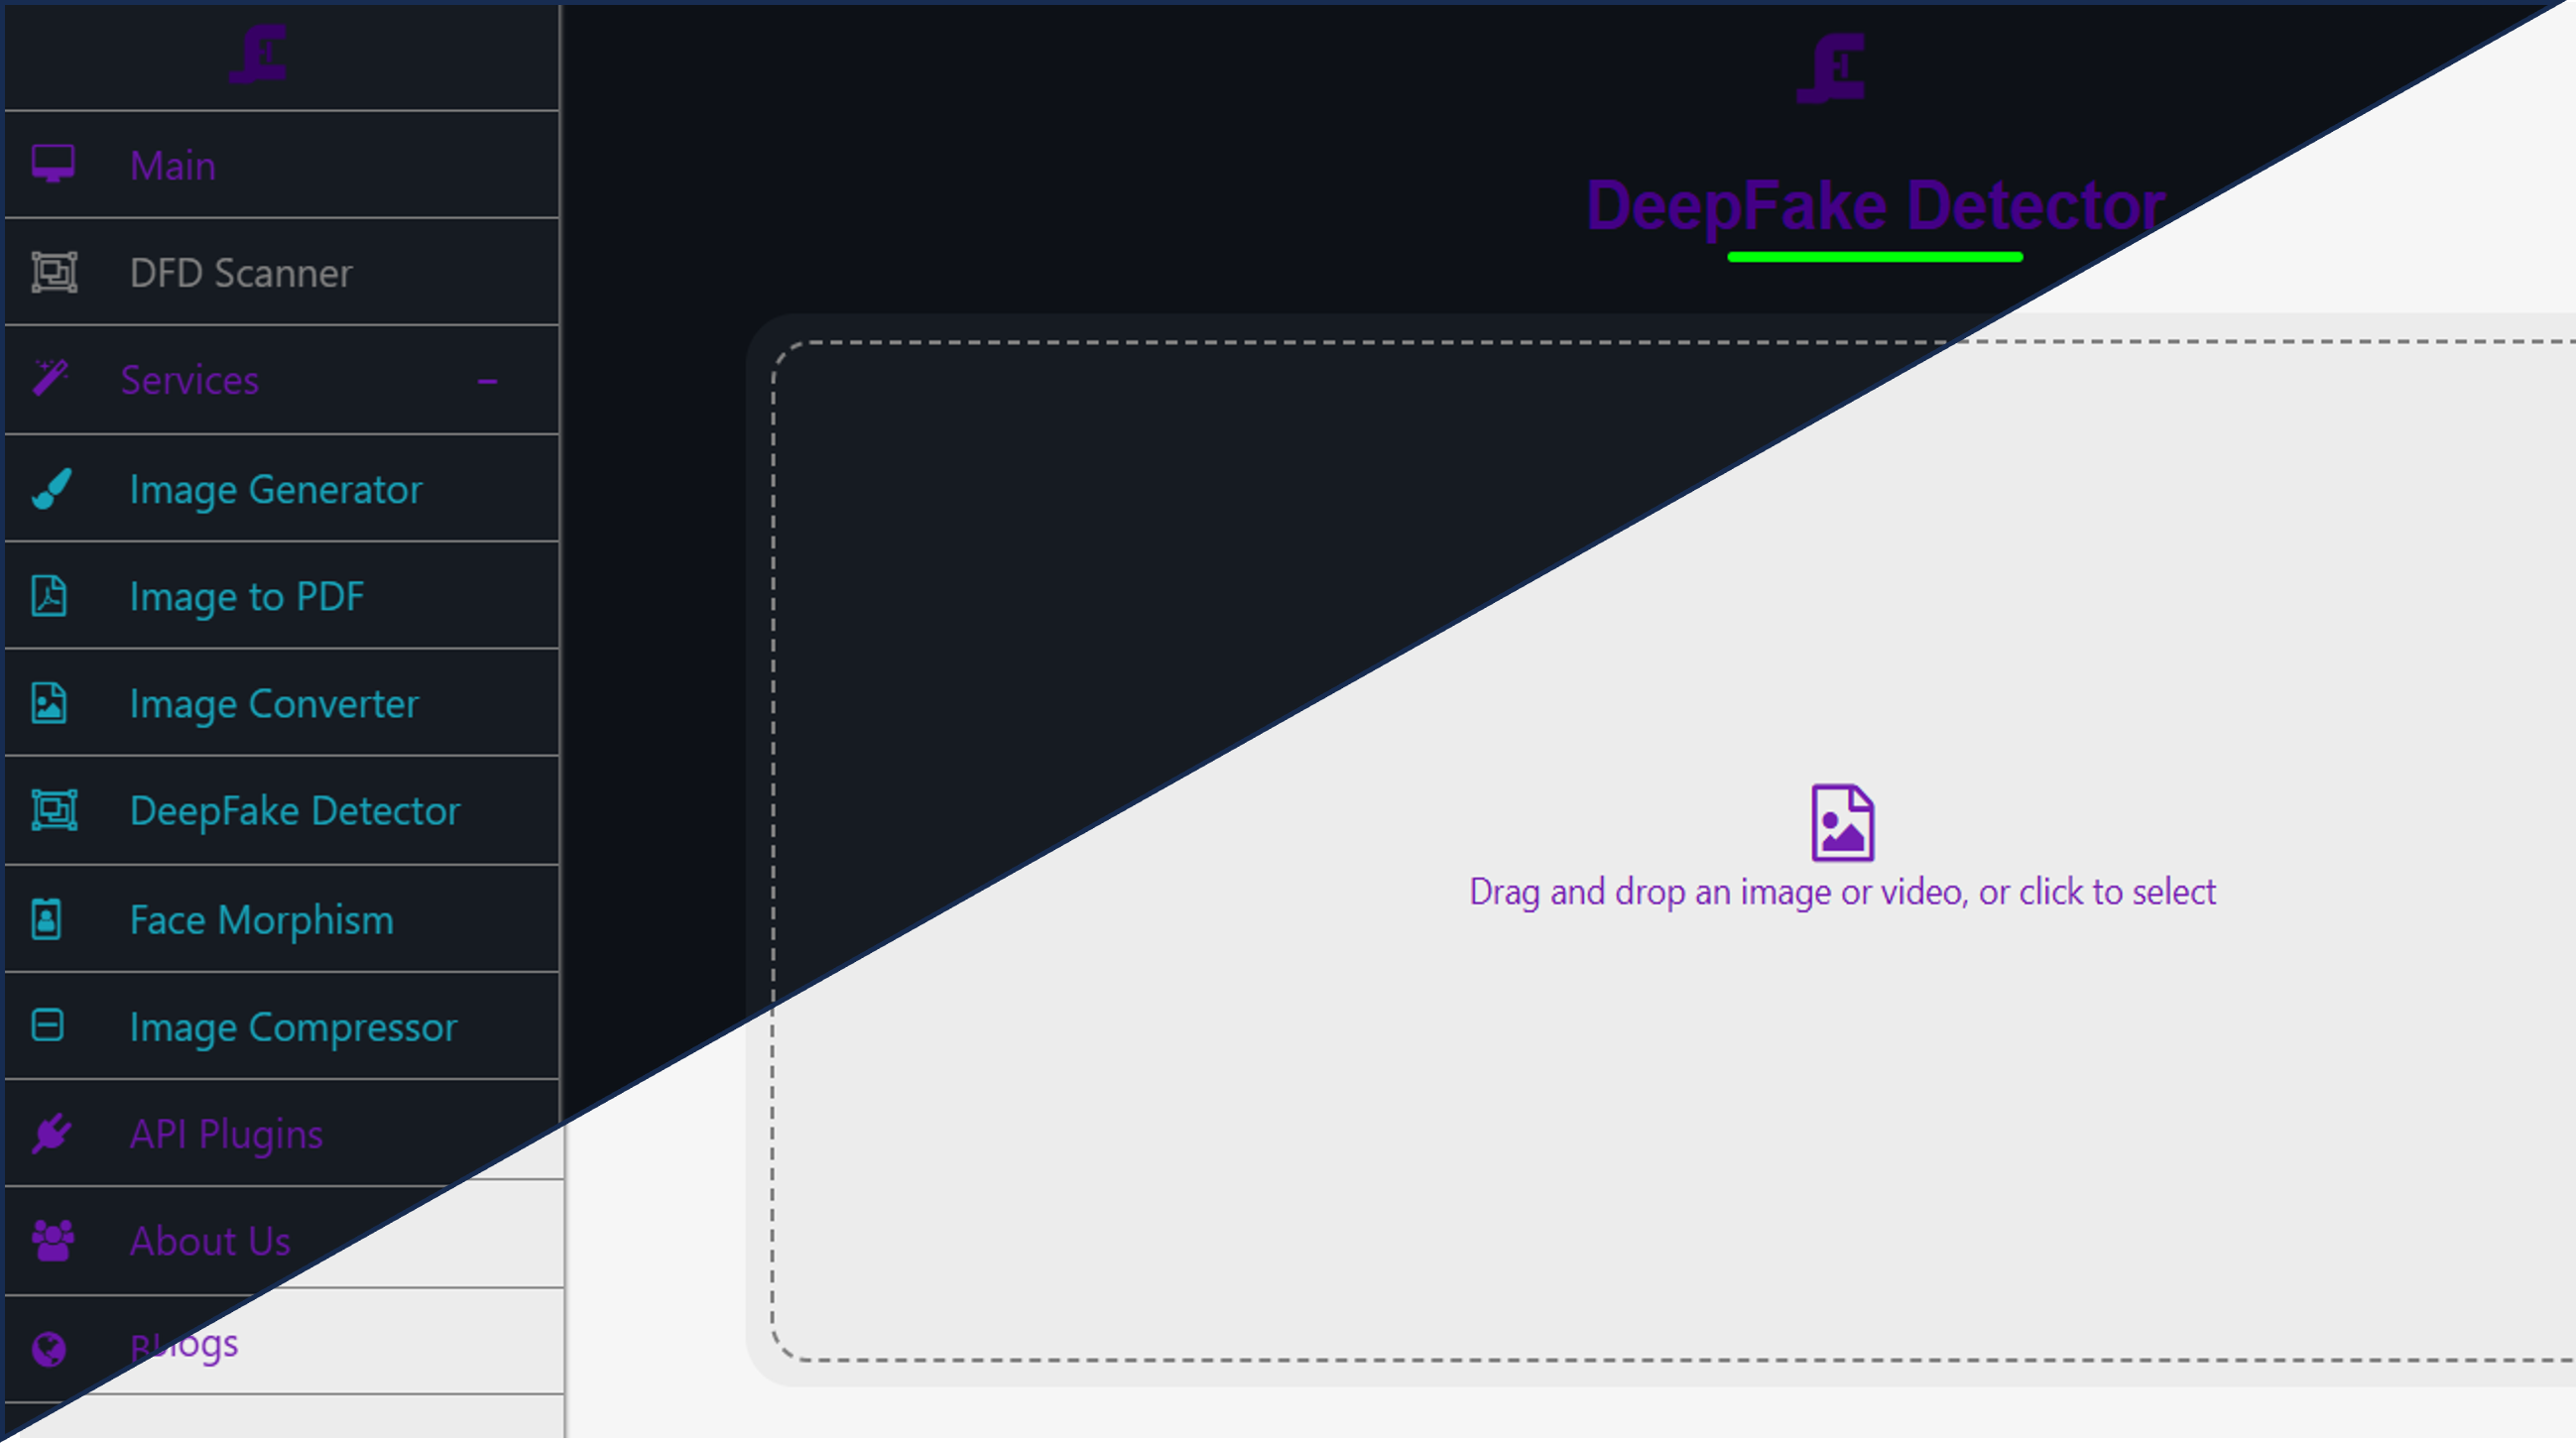 Main
DFD Scanner
Services
Image Generator
Image to PDF
Image Converter
DeepFake Detector
Face Morphism
Image Compressor
API Plugins
About Us
Blogs
DeepFake Detector
Drag and drop an image or video, or click to select